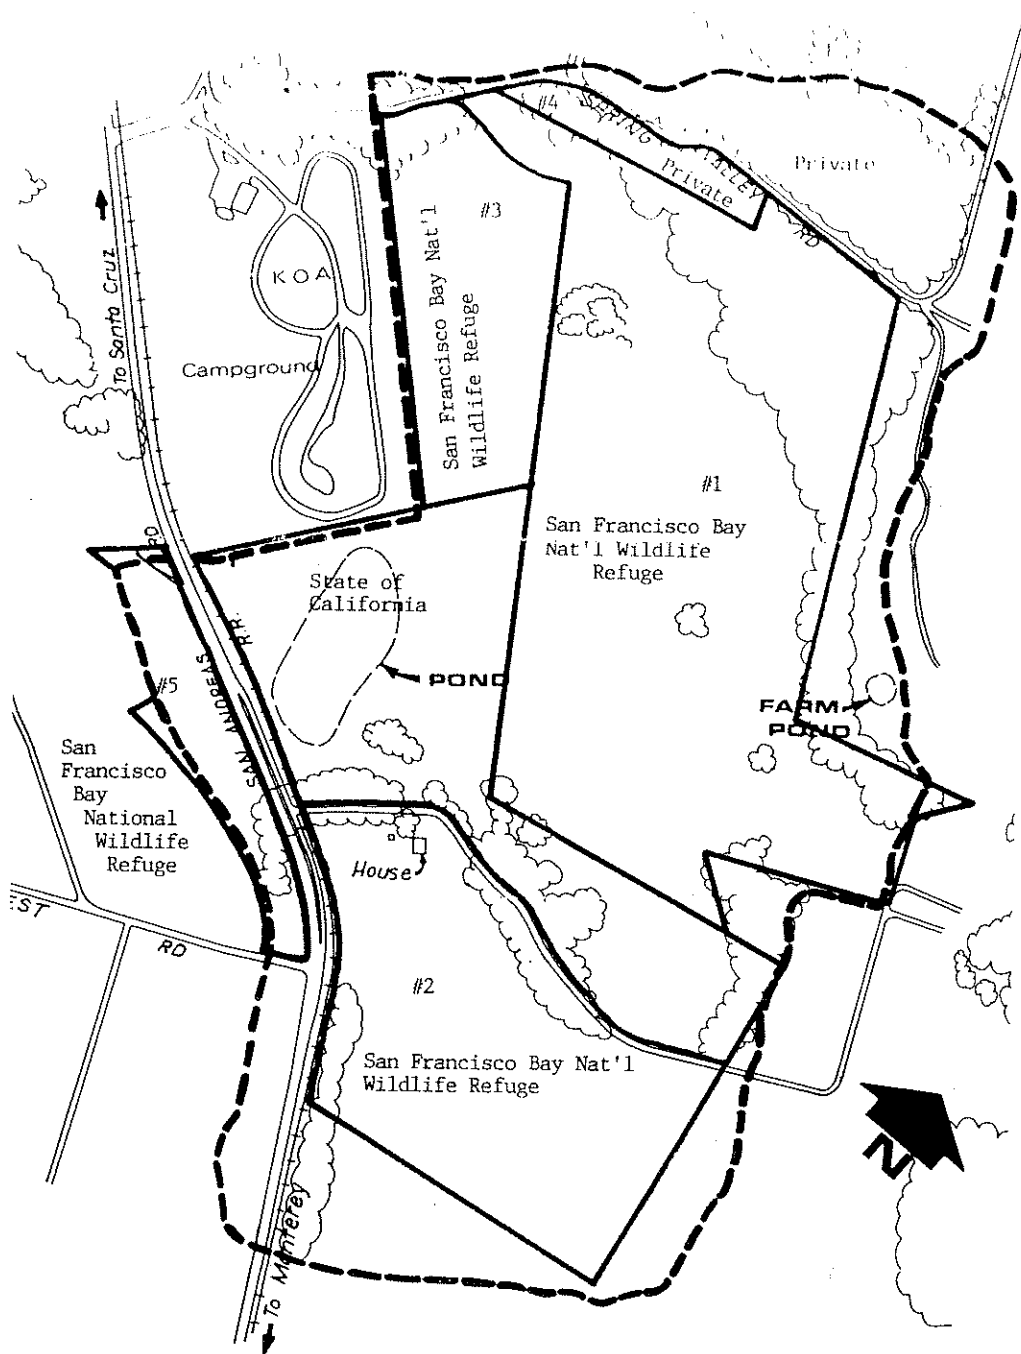 #4
SPRING VALLEY RD
Private
Private
#3
San Francisco Bay Nat'l
Wildlife Refuge
To Santa Cruz
KOA
Campground
#1
San Francisco Bay
Nat'l Wildlife
Refuge
RD
State of
California
R.R.
POND
SAN ANDREAS
#5
FARM
POND
San
Francisco
Bay
National
Wildlife
Refuge
House
EST
RD
#2
San Francisco Bay Nat'l
Wildlife Refuge
N
To Monterey